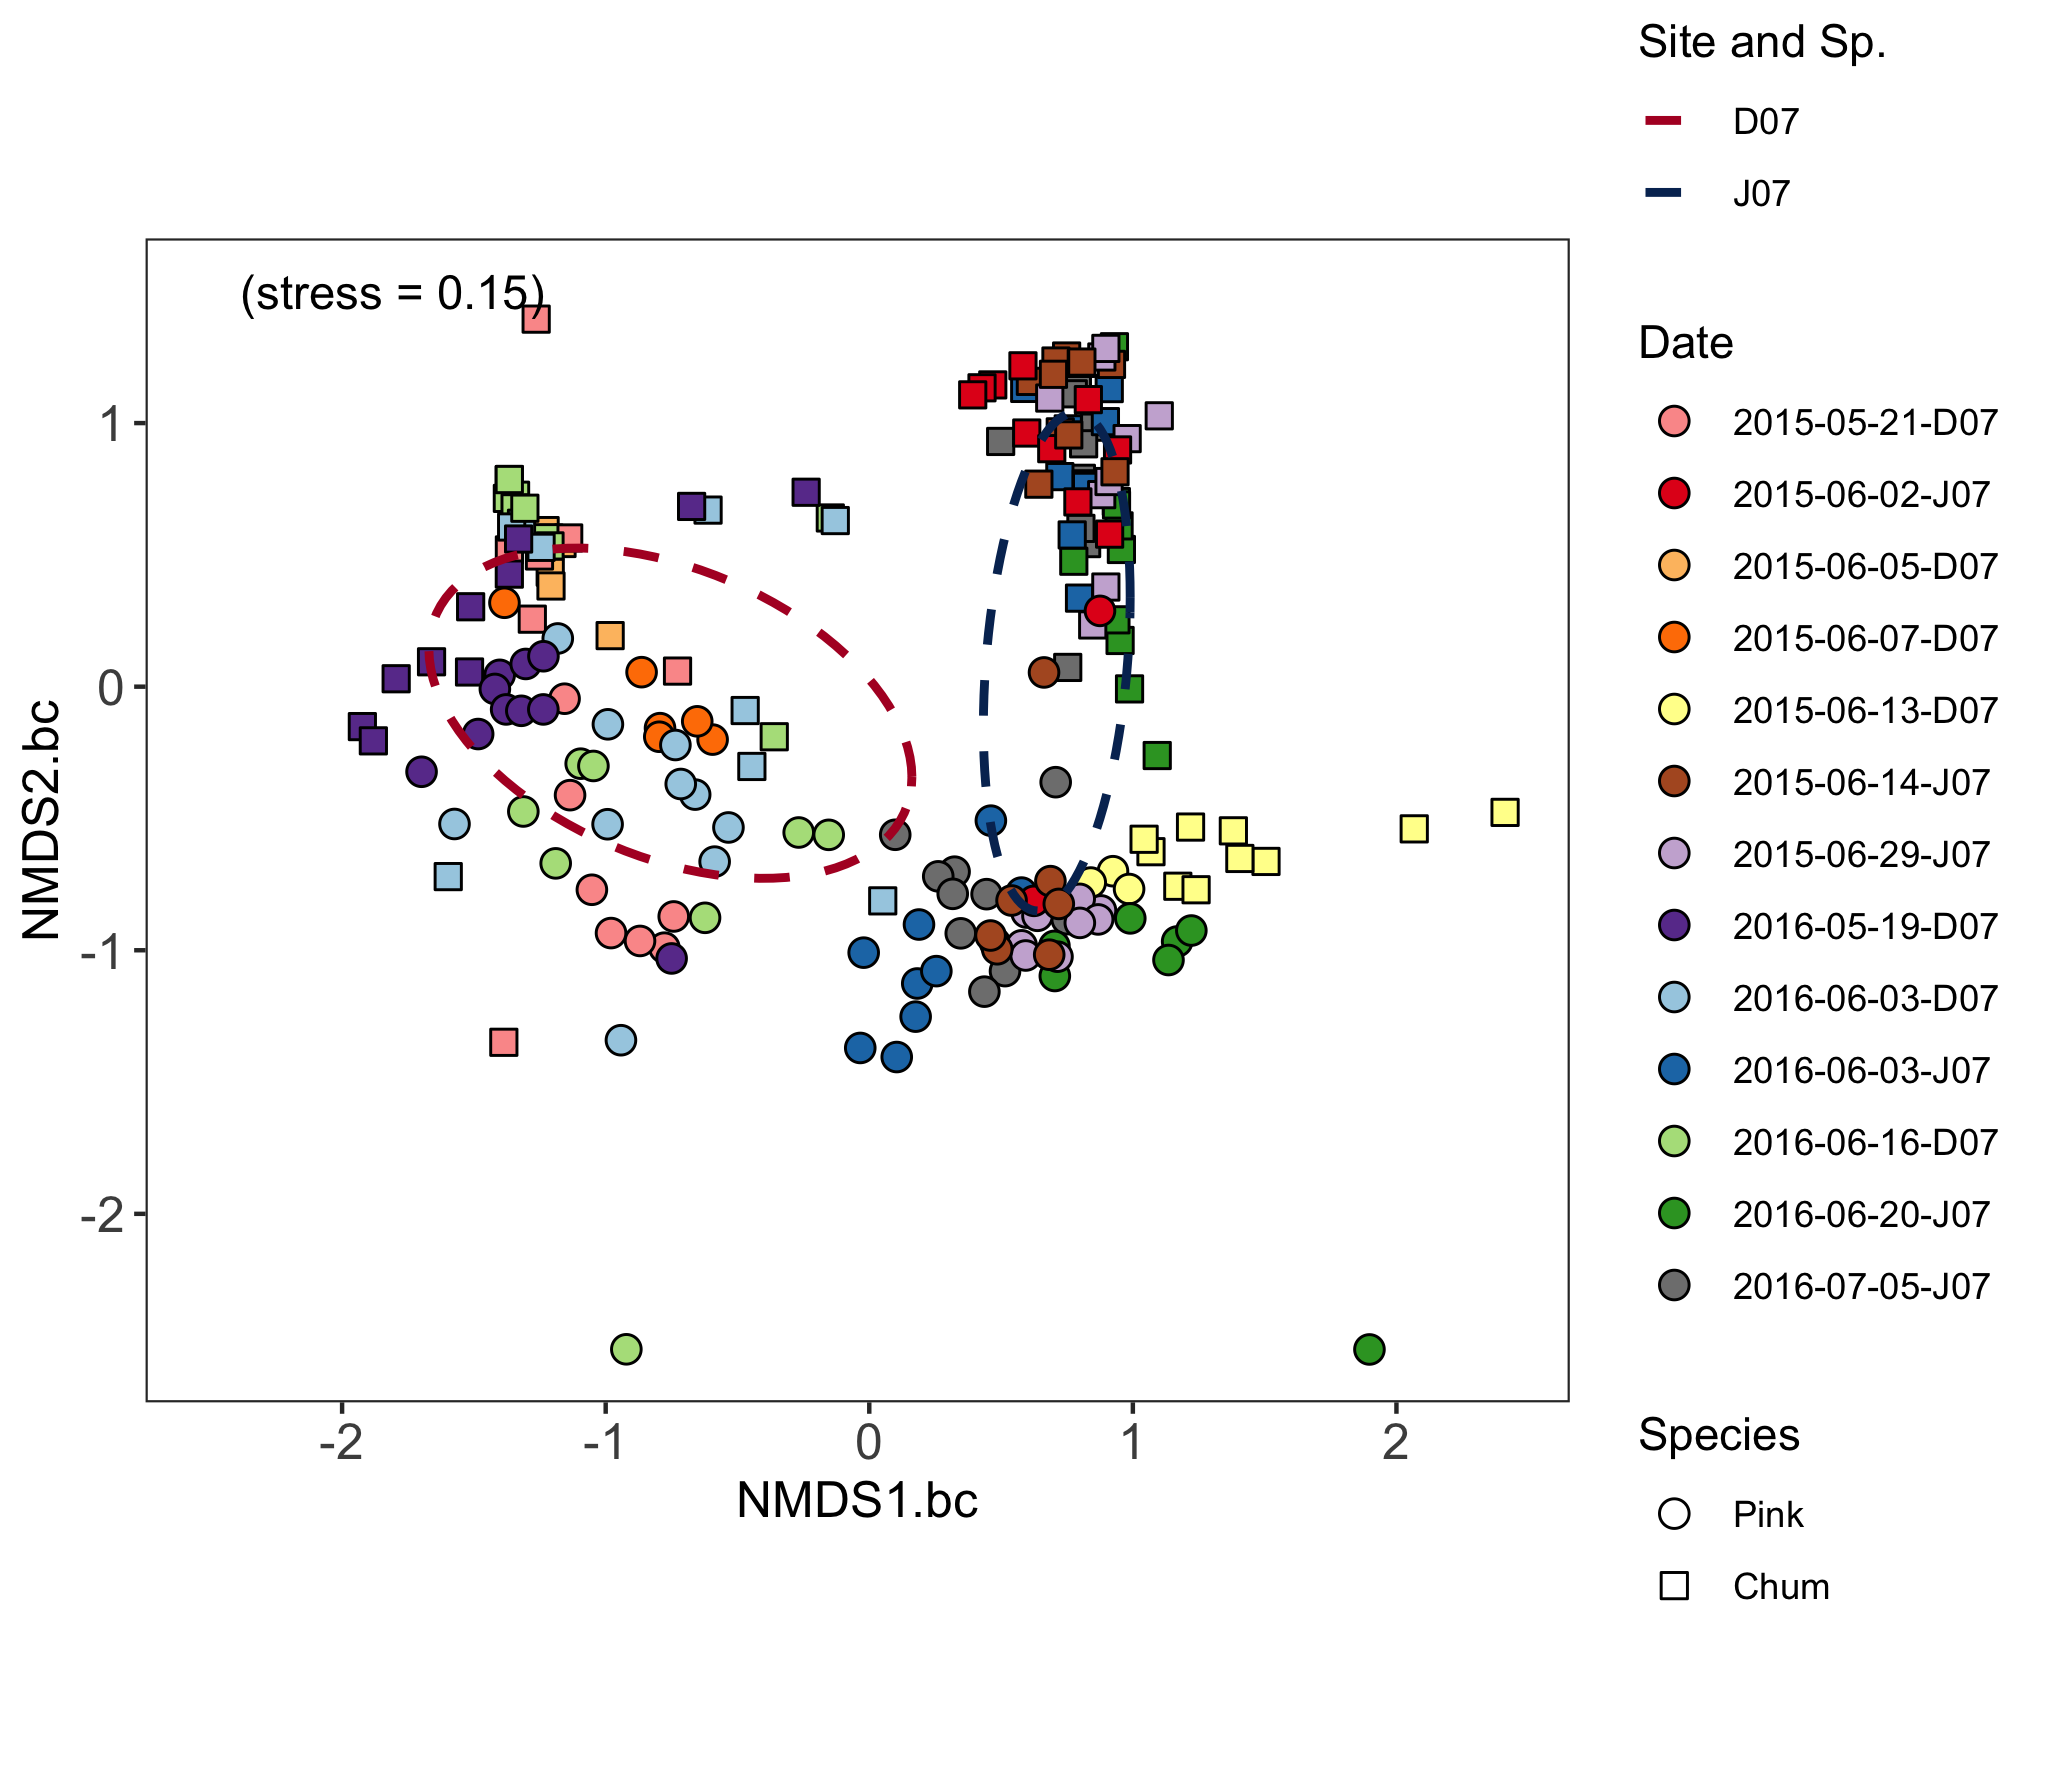 Site and Sp.
D07
J07
(stress = 0.15)
Date
2015-05-21-D07
2015-06-02-J07
2015-06-05-D07
2015-06-07-D07
2015-06-13-D07
2015-06-14-J07
2015-06-29-J07
2016-05-19-D07
2016-06-03-D07
2016-06-03-J07
2016-06-16-D07
2016-06-20-J07
2016-07-05-J07
Species
Pink
Chum
NMDS2.bc
1
0
-1
-2
-2
-1
0
1
2
NMDS1.bc